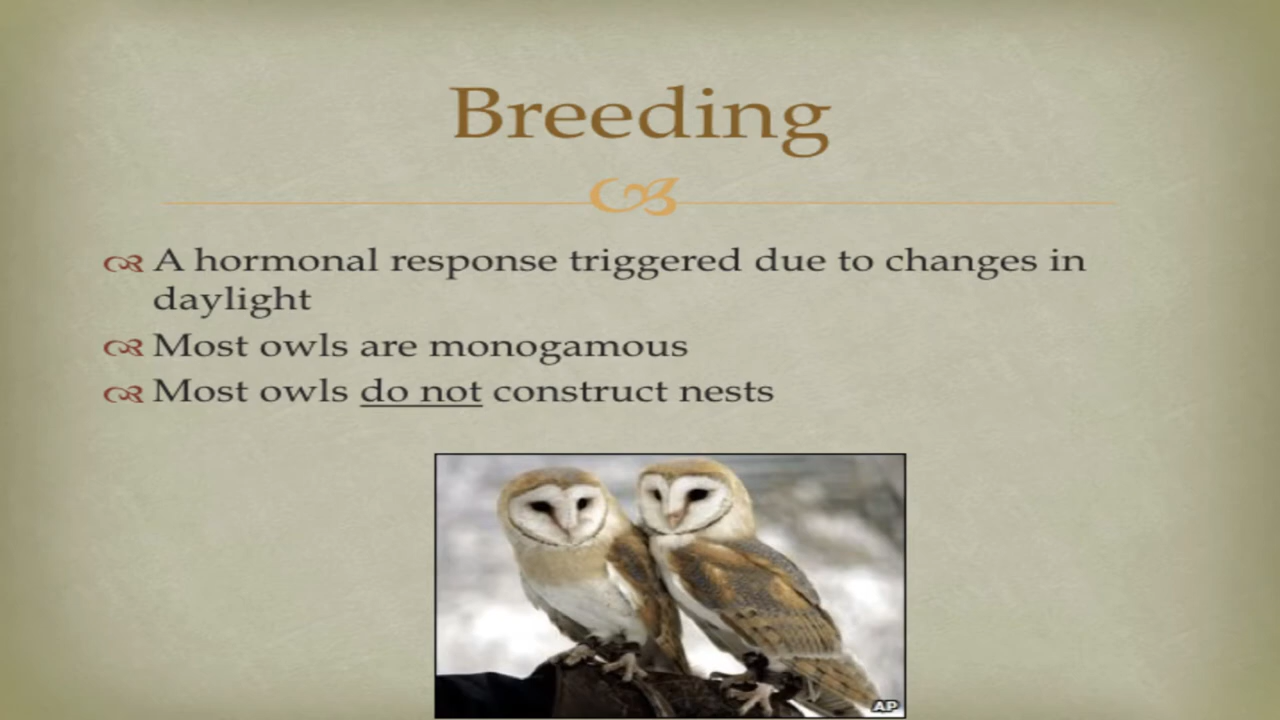 Breeding
A hormonal response triggered due to changes in
daylight
Most owls are monogamous
Most owls do not construct nests
AP